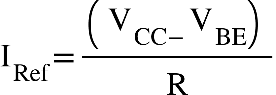 I_Ref = (V_CC− V_BE) / R